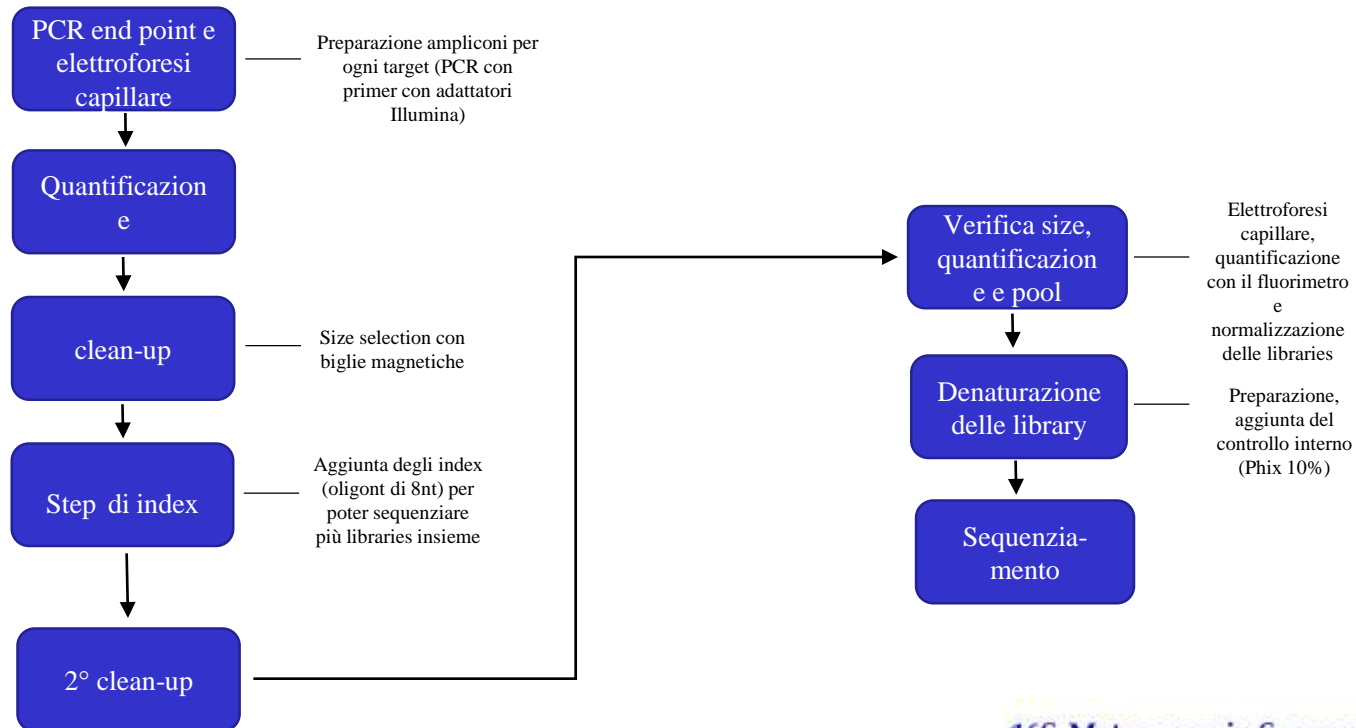 PCR end point e
elettroforesi
capillare
Preparazione ampliconi per
ogni target (PCR con
primer con adattatori
Illumina)
Quantificazion
e
clean-up
Size selection con
biglie magnetiche
Step di index
Aggiunta degli index
(oligont di 8nt) per
poter sequenziare
più libraries insieme
2° clean-up
Verifica size,
quantificazion
e e pool
Elettroforesi
capillare,
quantificazione
con il fluorimetro
e
normalizzazione
delle libraries
Denaturazione
delle library
Preparazione,
aggiunta del
controllo interno
(Phix 10%)
Sequenzia-
mento